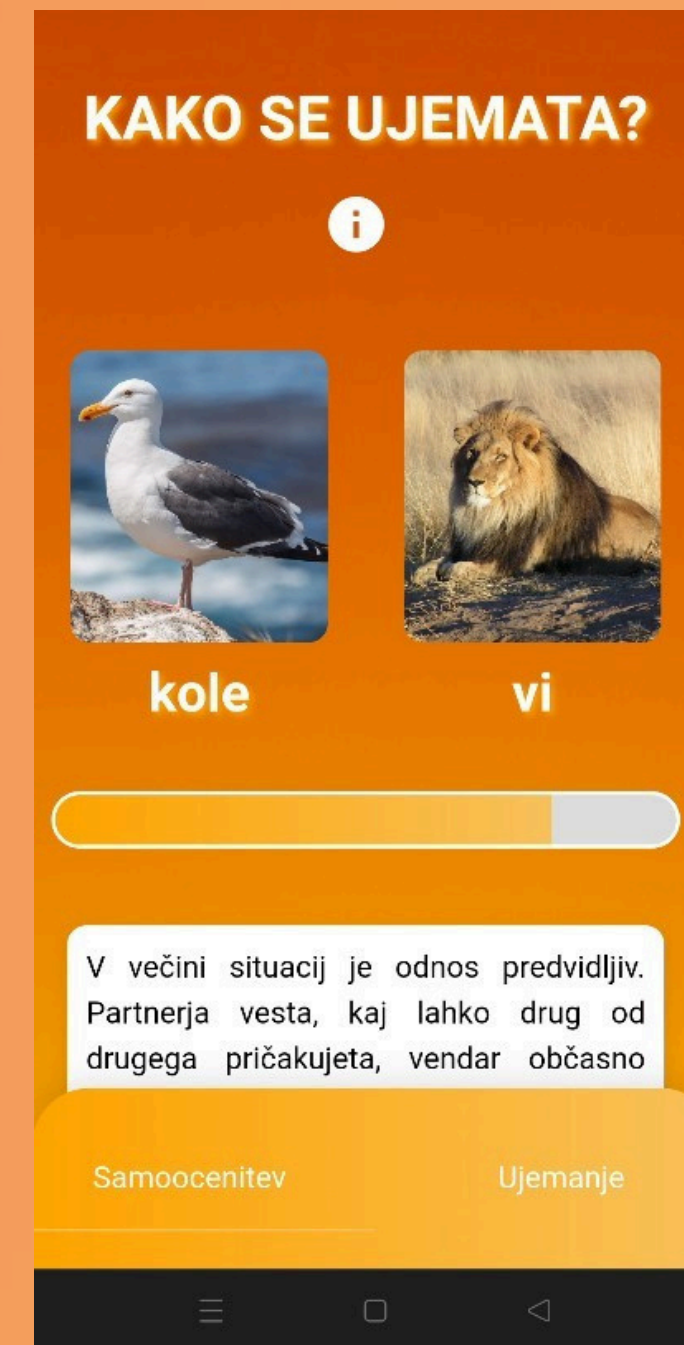 KAKO SE UJEMATA?
i
kole
vi
V večini situacij je odnos predvidljiv.
Partnerja vesta, kaj lahko drug od
drugega pričakujeta, vendar občasno
Samoocenitev
Ujemanje